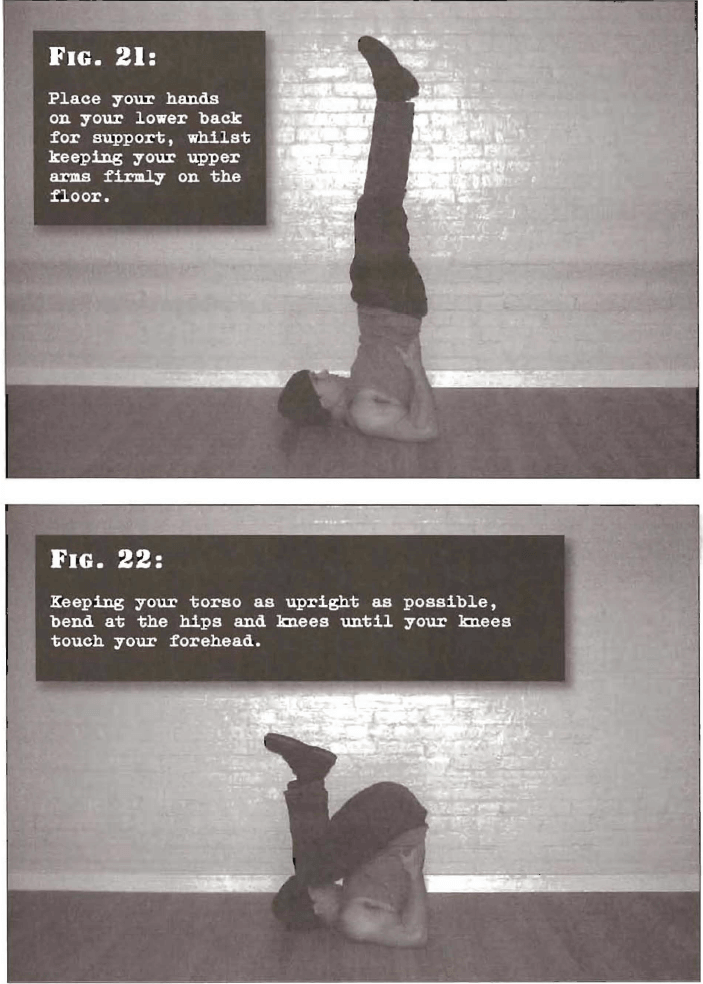 Fig. 21:
Place your hands
on your lower back
for support, whilst
keeping your upper
arms firmly on the
floor.
Fig. 22:
Keeping your torso as upright as possible,
bend at the hips and knees until your knees
touch your forehead.